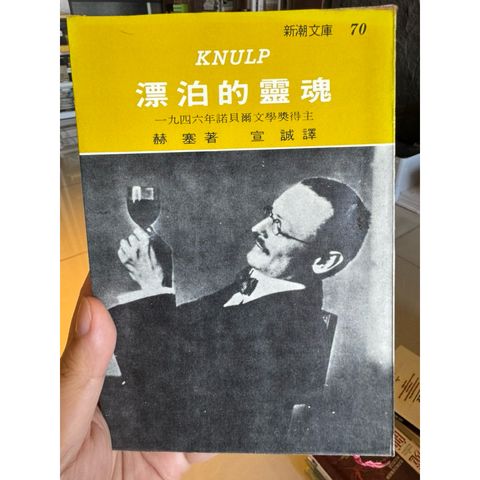 新潮文庫 70
KNULP
漂泊的靈魂
一九四六年諾貝爾文學獎得主
赫塞著 宣誠譯